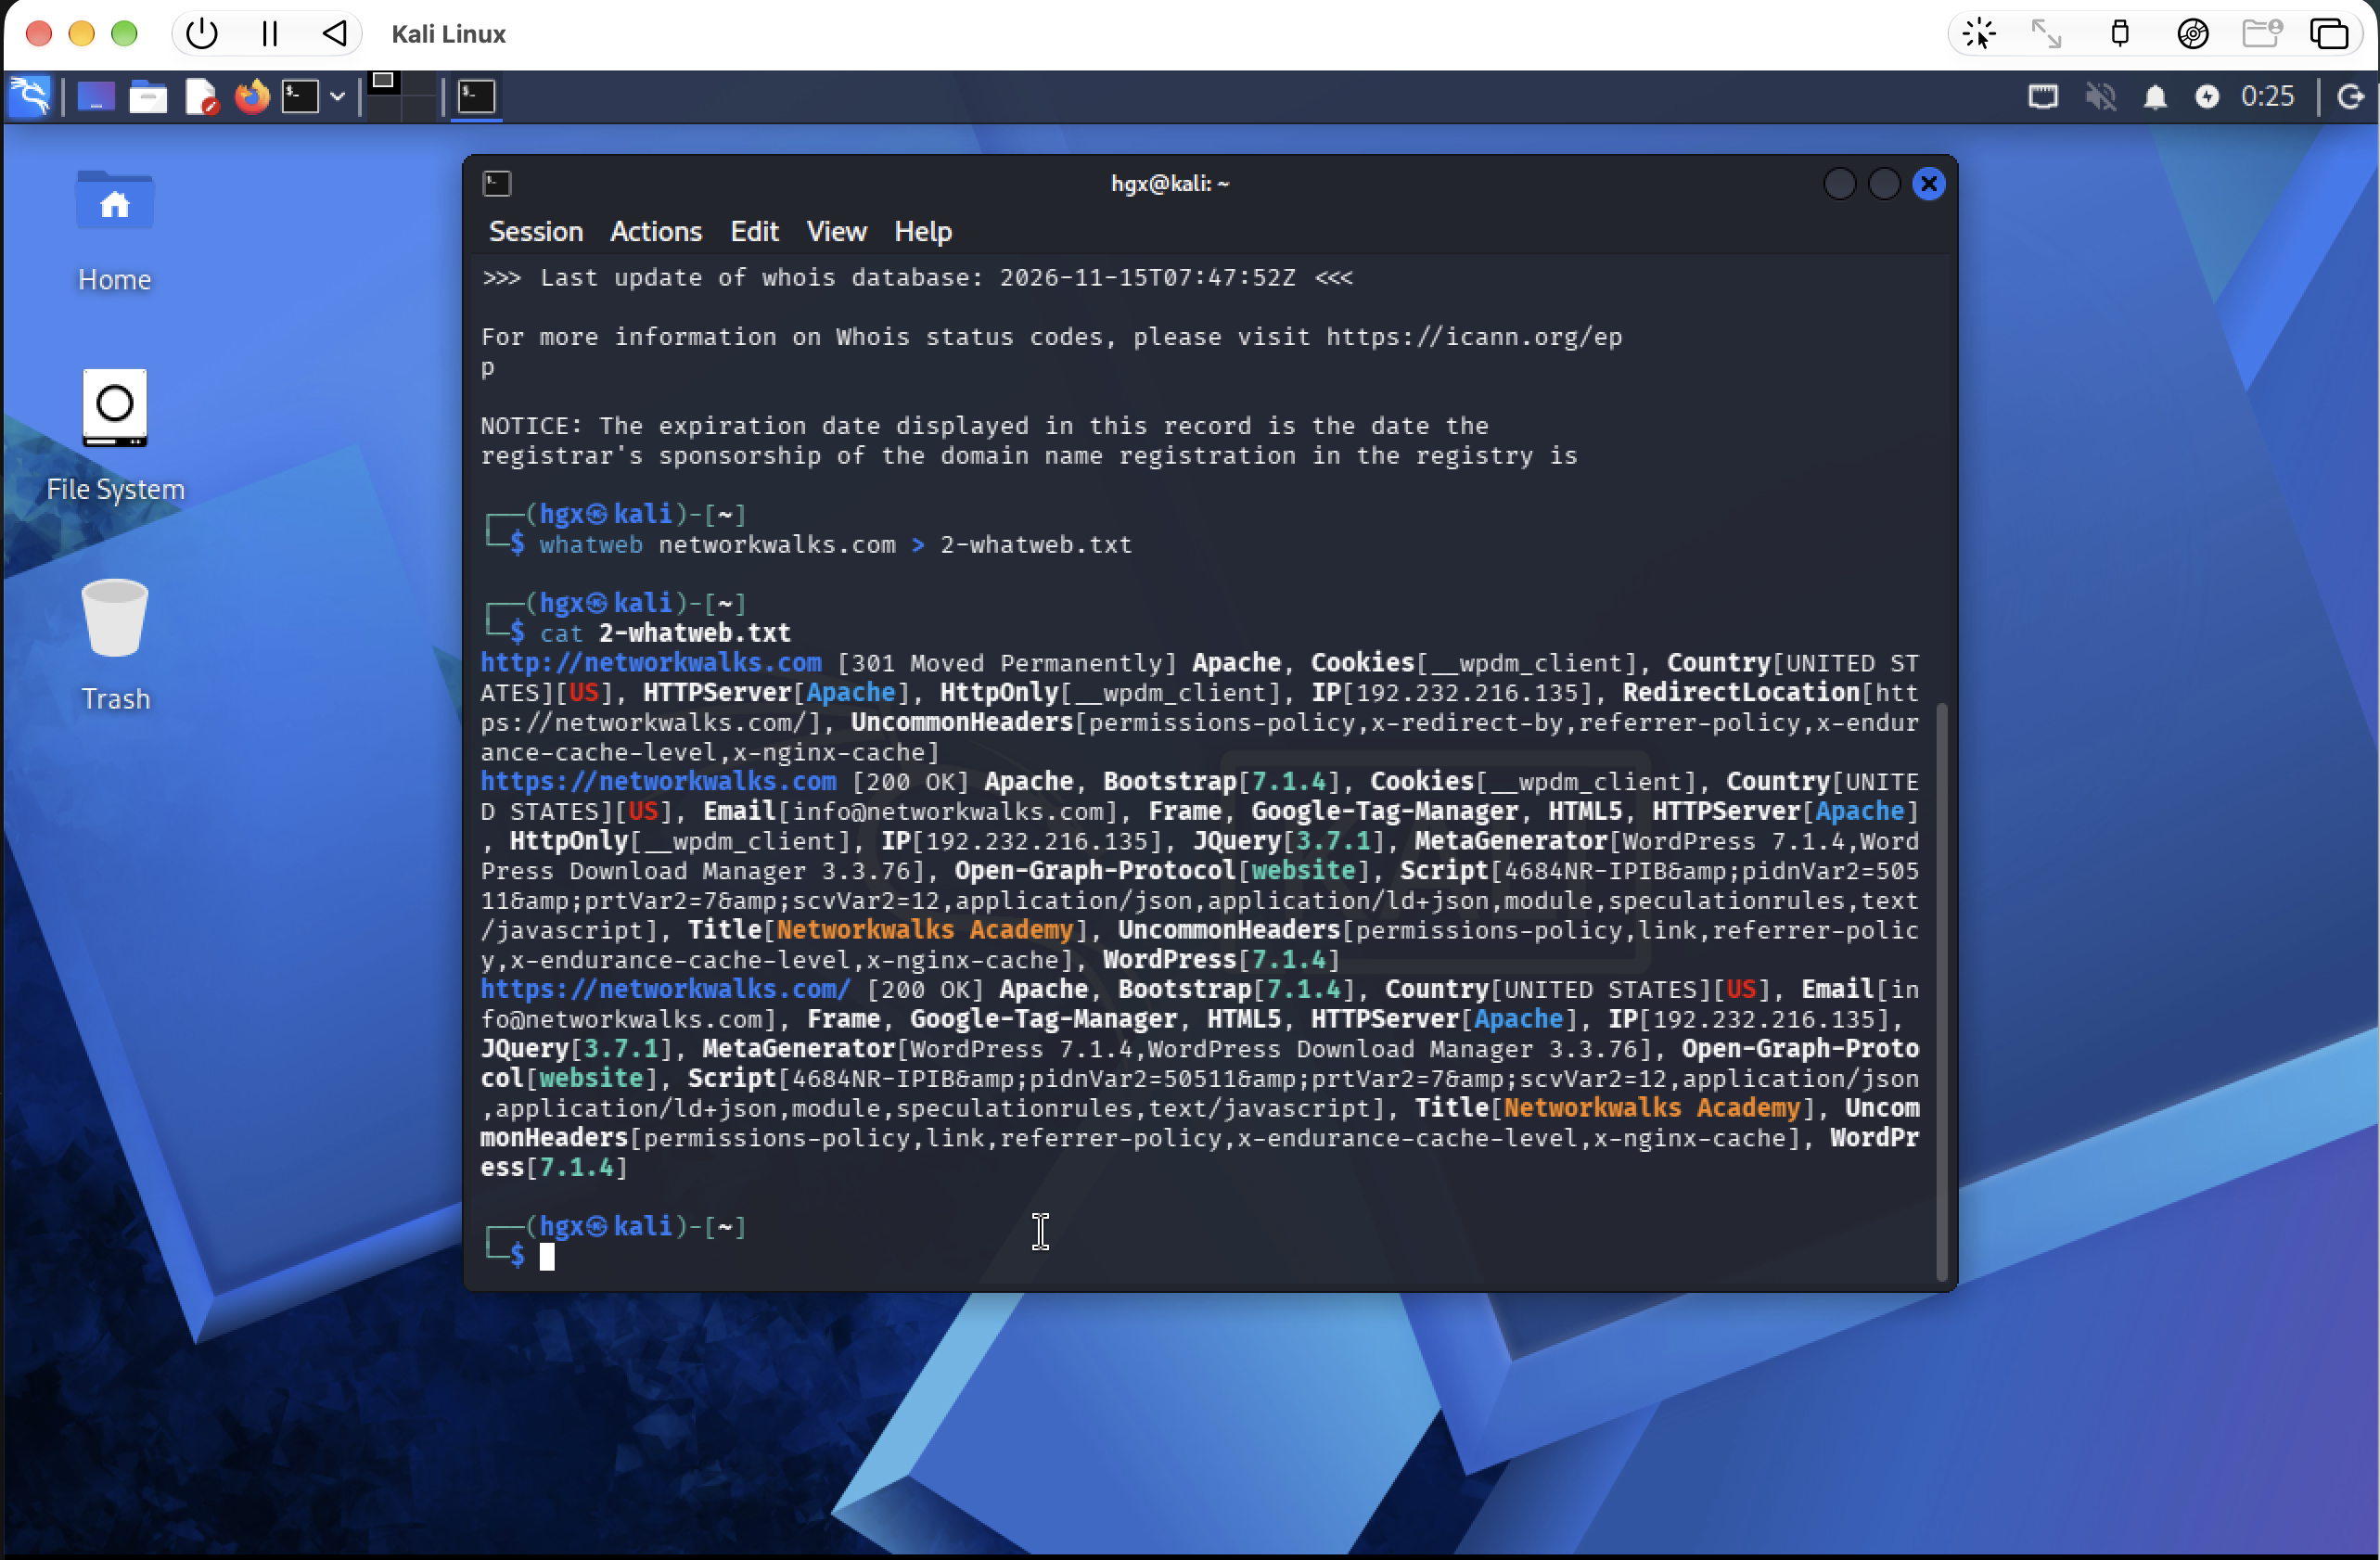 Kali Linux
0:25
Home
File System
Trash
hgx@kali: ~
Session Actions Edit View Help
>>> Last update of whois database: 2026-11-15T07:47:52Z <<<
For more information on Whois status codes, please visit https://icann.org/ep
p
NOTICE: The expiration date displayed in this record is the date the
registrar's sponsorship of the domain name registration in the registry is
┌──(hgx㉿kali)-[~]
└─$ whatweb networkwalks.com > 2-whatweb.txt
┌──(hgx㉿kali)-[~]
└─$ cat 2-whatweb.txt
http://networkwalks.com [301 Moved Permanently] Apache, Cookies[__wpdm_client], Country[UNITED ST
ATES][US], HTTPServer[Apache], HttpOnly[__wpdm_client], IP[192.232.216.135], RedirectLocation[htt
ps://networkwalks.com/], UncommonHeaders[permissions-policy,x-redirect-by,referrer-policy,x-endur
ance-cache-level,x-nginx-cache]
https://networkwalks.com [200 OK] Apache, Bootstrap[7.1.4], Cookies[__wpdm_client], Country[UNITE
D STATES][US], Email[info@networkwalks.com], Frame, Google-Tag-Manager, HTML5, HTTPServer[Apache]
, HttpOnly[__wpdm_client], IP[192.232.216.135], JQuery[3.7.1], MetaGenerator[WordPress 7.1.4,Word
Press Download Manager 3.3.76], Open-Graph-Protocol[website], Script[4684NR-IPIB&amp;pidnVar2=505
11&amp;prtVar2=7&amp;scvVar2=12,application/json,application/ld+json,module,speculationrules,text
/javascript], Title[Networkwalks Academy], UncommonHeaders[permissions-policy,link,referrer-polic
y,x-endurance-cache-level,x-nginx-cache], WordPress[7.1.4]
https://networkwalks.com/ [200 OK] Apache, Bootstrap[7.1.4], Country[UNITED STATES][US], Email[in
fo@networkwalks.com], Frame, Google-Tag-Manager, HTML5, HTTPServer[Apache], IP[192.232.216.135],
JQuery[3.7.1], MetaGenerator[WordPress 7.1.4,WordPress Download Manager 3.3.76], Open-Graph-Proto
col[website], Script[4684NR-IPIB&amp;pidnVar2=50511&amp;prtVar2=7&amp;scvVar2=12,application/json
,application/ld+json,module,speculationrules,text/javascript], Title[Networkwalks Academy], Uncom
monHeaders[permissions-policy,link,referrer-policy,x-endurance-cache-level,x-nginx-cache], WordPr
ess[7.1.4]
┌──(hgx㉿kali)-[~]
└─$